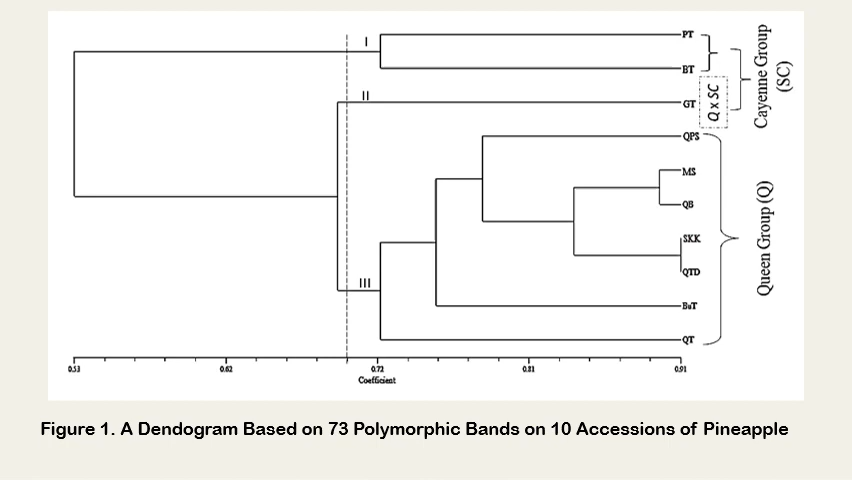 I
PT
BT
II
GT
Q x SC
Cayenne Group
(SC)
QPS
MS
QB
SKK
QTD
III
BuT
QT
Queen Group (Q)
0.53
0.62
0.72
0.81
0.91
Coefficient
Figure 1. A Dendogram Based on 73 Polymorphic Bands on 10 Accessions of Pineapple